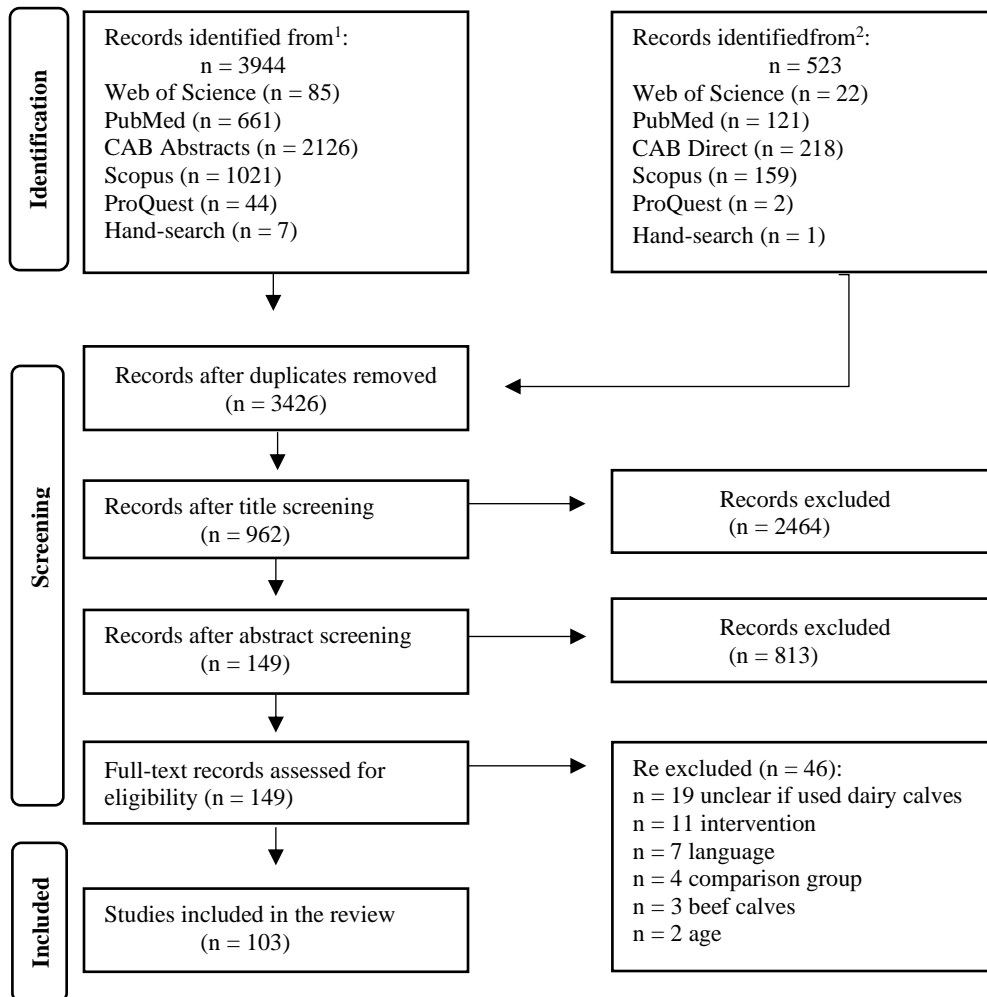 Identification
Records identified from¹:
n = 3944
Web of Science (n = 85)
PubMed (n = 661)
CAB Abstracts (n = 2126)
Scopus (n = 1021)
ProQuest (n = 44)
Hand-search (n = 7)
Records identifiedfrom²:
n = 523
Web of Science (n = 22)
PubMed (n = 121)
CAB Direct (n = 218)
Scopus (n = 159)
ProQuest (n = 2)
Hand-search (n = 1)
Screening
Records after duplicates removed
(n = 3426)
Records after title screening
(n = 962)
Records excluded
(n = 2464)
Records after abstract screening
(n = 149)
Records excluded
(n = 813)
Full-text records assessed for
eligibility (n = 149)
Re excluded (n = 46):
n = 19 unclear if used dairy calves
n = 11 intervention
n = 7 language
n = 4 comparison group
n = 3 beef calves
n = 2 age
Included
Studies included in the review
(n = 103)